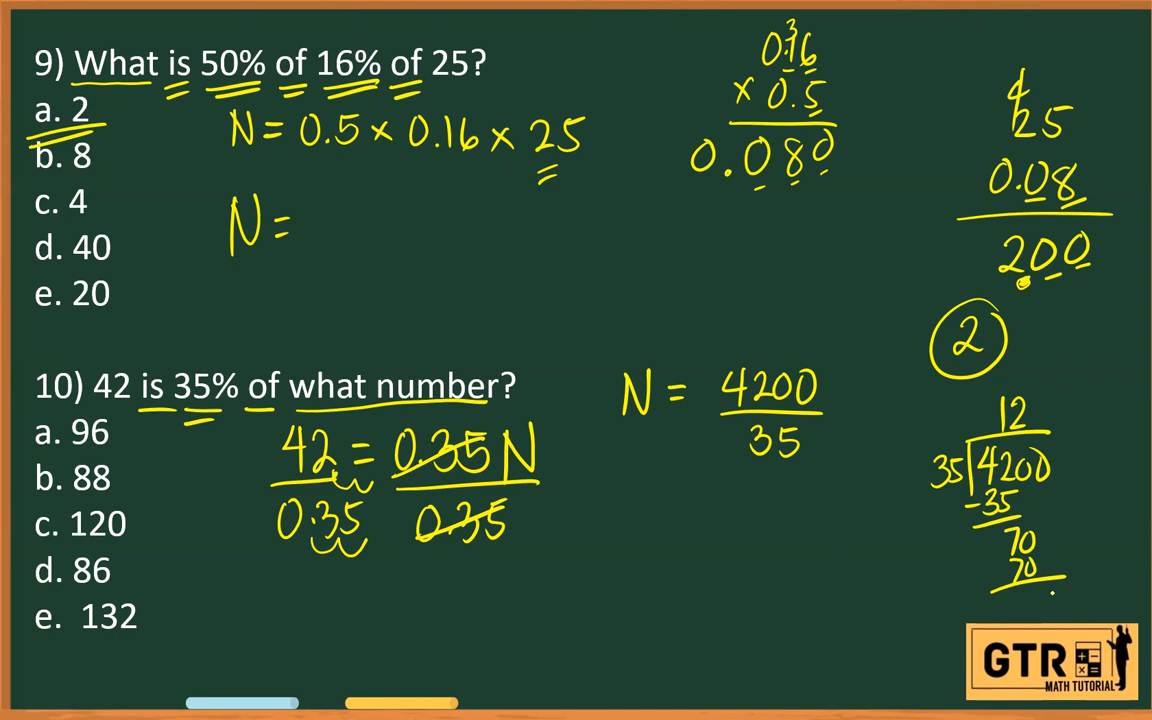 9) What is 50% of 16% of 25?
a. 2
b. 8
c. 4
d. 40
e. 20
N = 0.5 × 0.16 × 25
N =
3
0.16
× 0.5
0.080
4
25
0.08
200
2
10) 42 is 35% of what number?
a. 96
b. 88
c. 120
d. 86
e. 132
42 = 0.35 N
0.35 0.35
N = 4200
35
12
35 4200
-35
70
70
GTR
MATH TUTORIAL